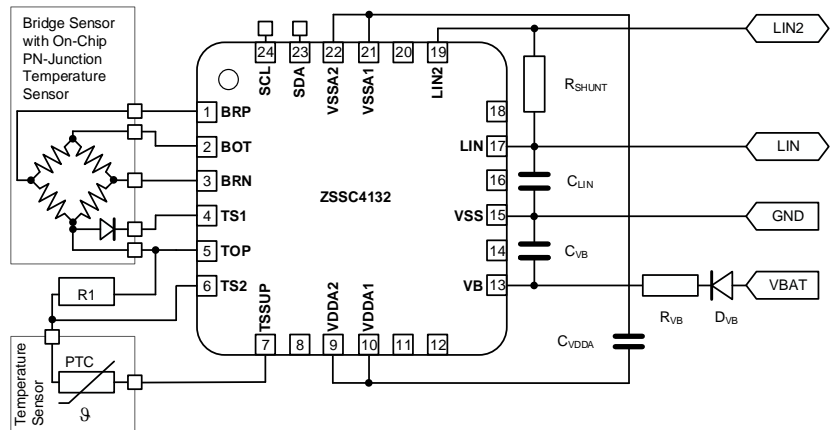 Bridge Sensor
with On-Chip
PN-Junction
Temperature
Sensor
24
23
22
21
20
19
SCL
SDA
VSSA2
VSSA1
LIN2
LIN2
RSHUNT
1 BRP
18
2 BOT
LIN 17
LIN
3 BRN
16
CLIN
ZSSC4132
4 TS1
VSS 15
GND
5 TOP
14
CVB
6 TS2
VB 13
VBAT
R1
RVB
DVB
TSSUP
VDDA2
VDDA1
CVDDA
7
8
9
10
11
12
Temperature
Sensor
PTC
ϑ